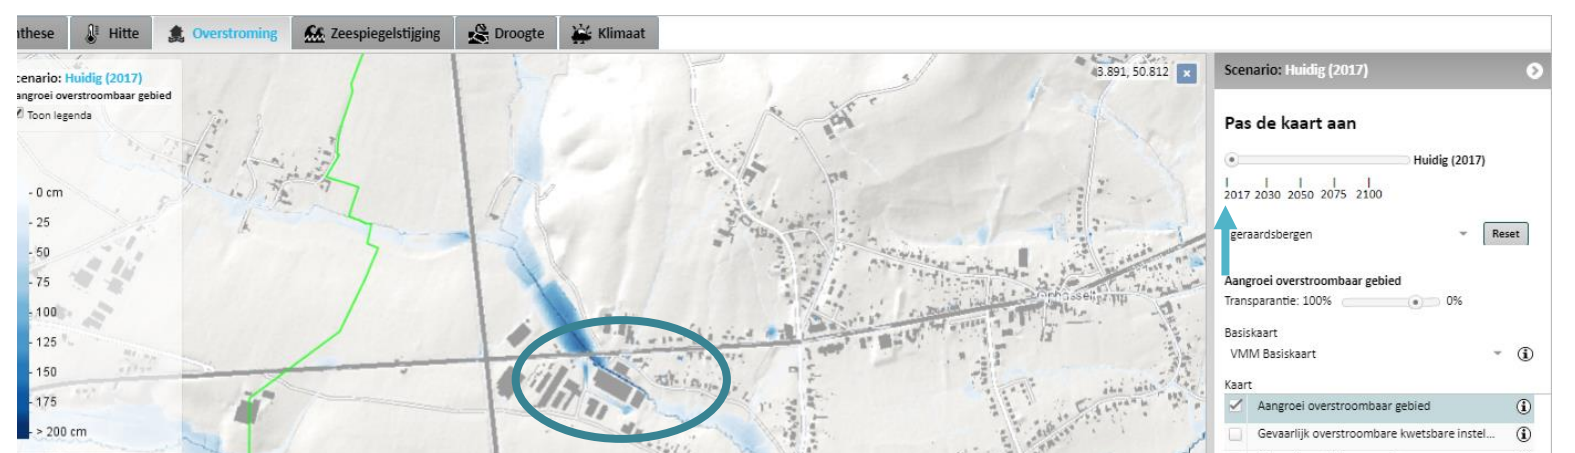 nthese Hitte Overstroming Zeespiegelstijging Droogte Klimaat
cenario: Huidig (2017)
angroei overstroombaar gebied
Toon legenda
- 0 cm
- 25
- 50
- 75
- 100
- 125
- 150
- 175
- > 200 cm
3.891, 50.812 x
Scenario: Huidig (2017)
Pas de kaart aan
Huidig (2017)
2017 2030 2050 2075 2100
geraardsbergen Reset
Aangroei overstroombaar gebied
Transparantie: 100% 0%
Basiskaart
VMM Basiskaart
Kaart
Aangroei overstroombaar gebied
Gevaarlijk overstroombare kwetsbare instel...